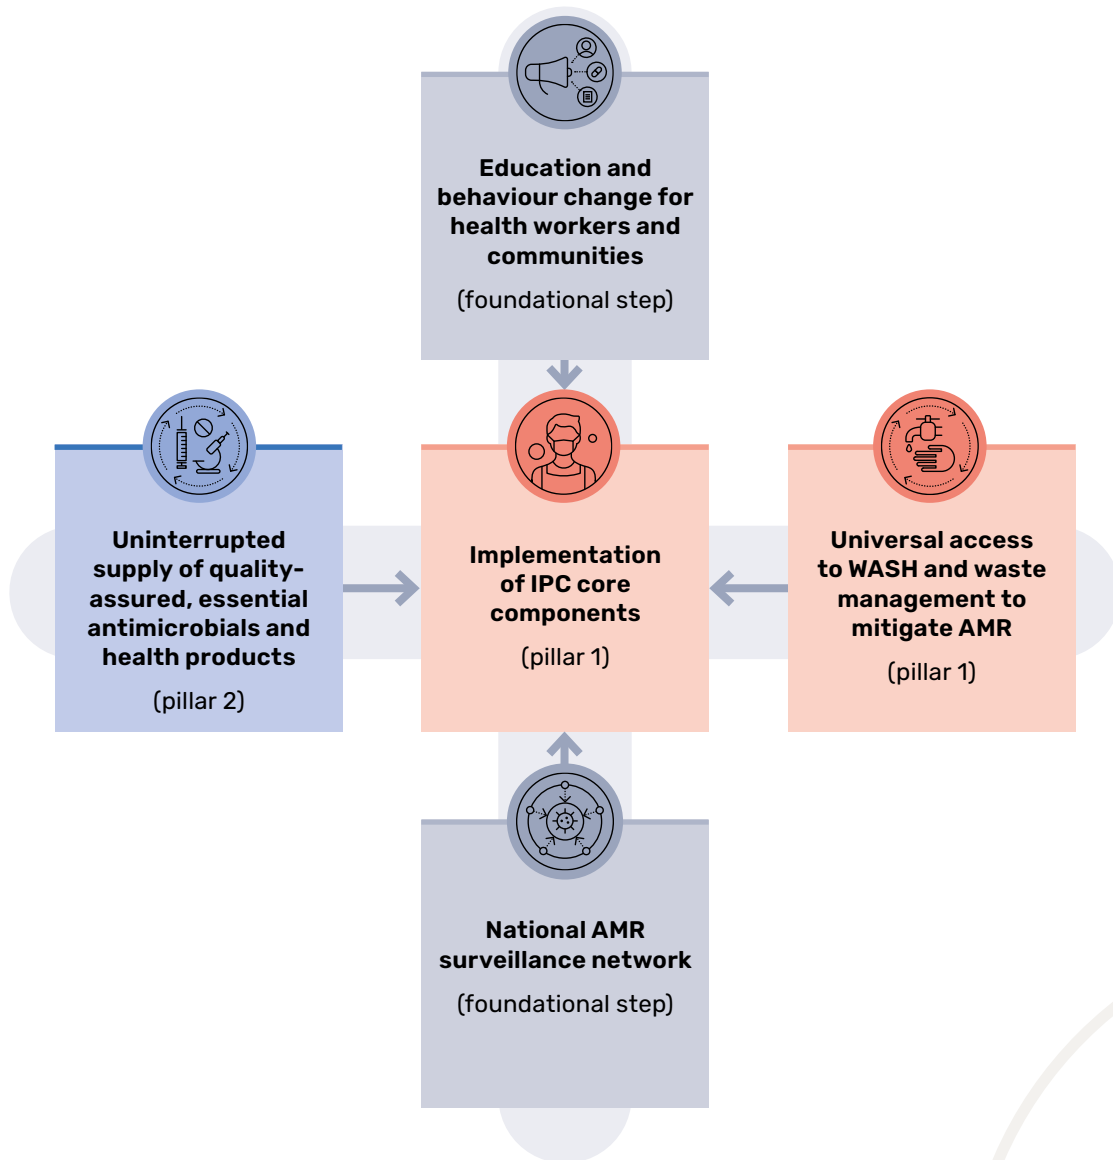 Education and
behaviour change for
health workers and
communities
(foundational step)
Uninterrupted
supply of quality-
assured, essential
antimicrobials and
health products
(pillar 2)
Implementation
of IPC core
components
(pillar 1)
Universal access
to WASH and waste
management to
mitigate AMR
(pillar 1)
National AMR
surveillance network
(foundational step)